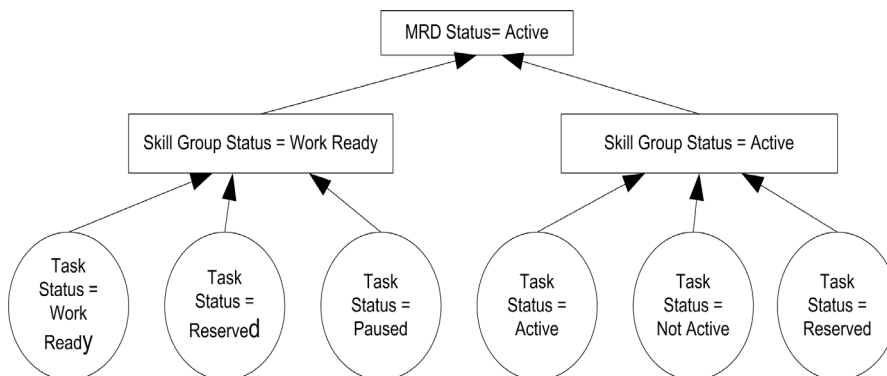 MRD Status= Active
Skill Group Status = Work Ready
Skill Group Status = Active
Task
Status =
Work
Ready
Task
Status =
Reserved
Task
Status =
Paused
Task
Status =
Active
Task
Status =
Not Active
Task
Status =
Reserved